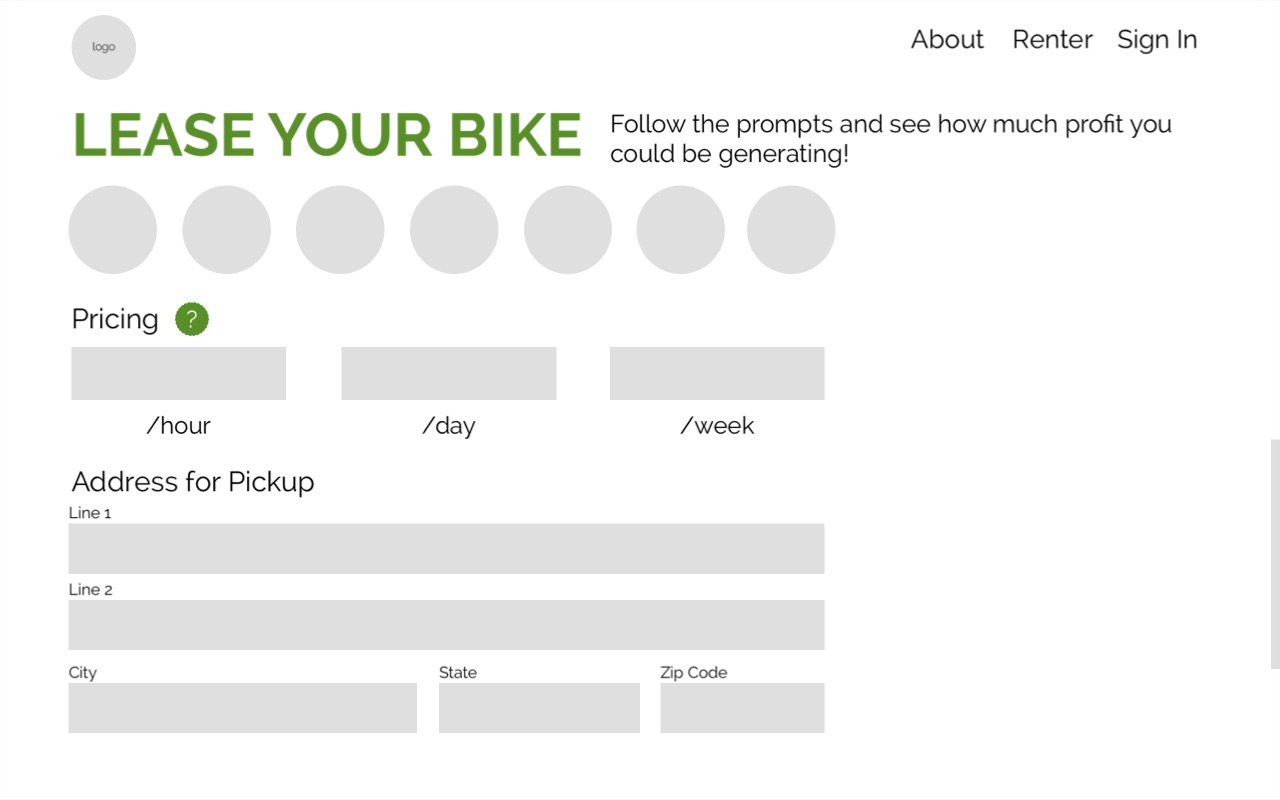 logo
About Renter Sign In
LEASE YOUR BIKE
Follow the prompts and see how much profit you
could be generating!
Pricing ?
/hour /day /week
Address for Pickup
Line 1
Line 2
City State Zip Code